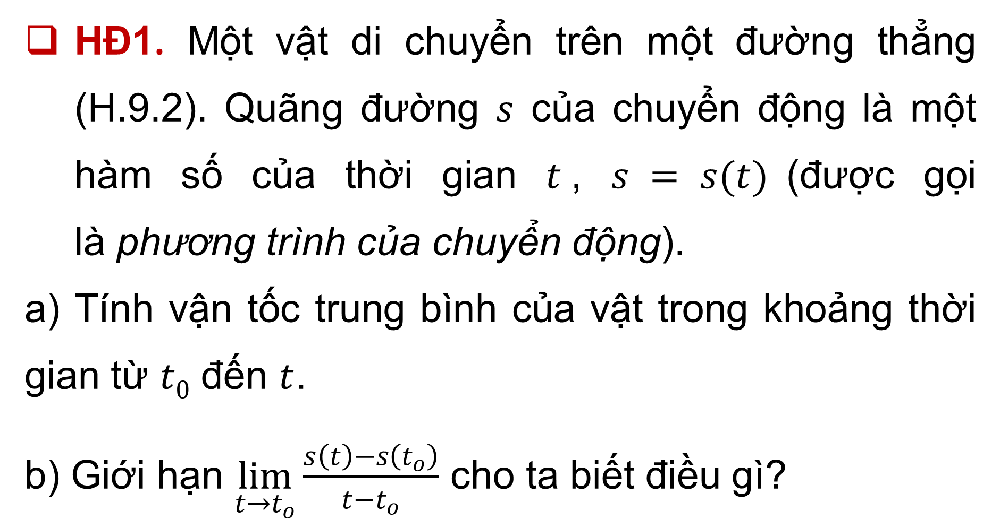 ❑ HĐ1. Một vật di chuyển trên một đường thẳng
(H.9.2). Quãng đường s của chuyển động là một
hàm số của thời gian t , s = s(t) (được gọi
là phương trình của chuyển động).
a) Tính vận tốc trung bình của vật trong khoảng thời
gian từ t₀ đến t.
b) Giới hạn lim_{t→t_o} \frac{s(t)−s(t_o)}{t−t_o} cho ta biết điều gì?